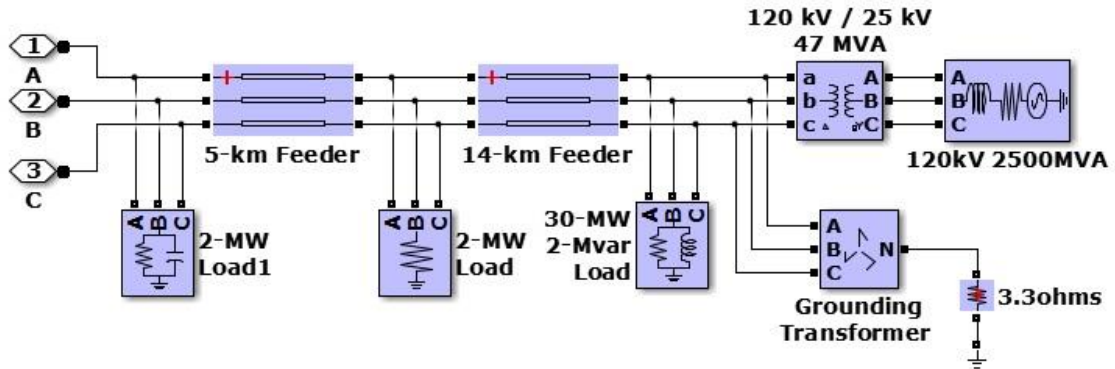 120 kV / 25 kV
47 MVA
1
A
2
B
3
C
a
b
c
A
B
C
A
B
C
5-km Feeder
14-km Feeder
120kV 2500MVA
A B C
2-MW
Load1
A B C
2-MW
Load
A B C
30-MW
2-Mvar
Load
A
B
C
N
Grounding
Transformer
3.3ohms